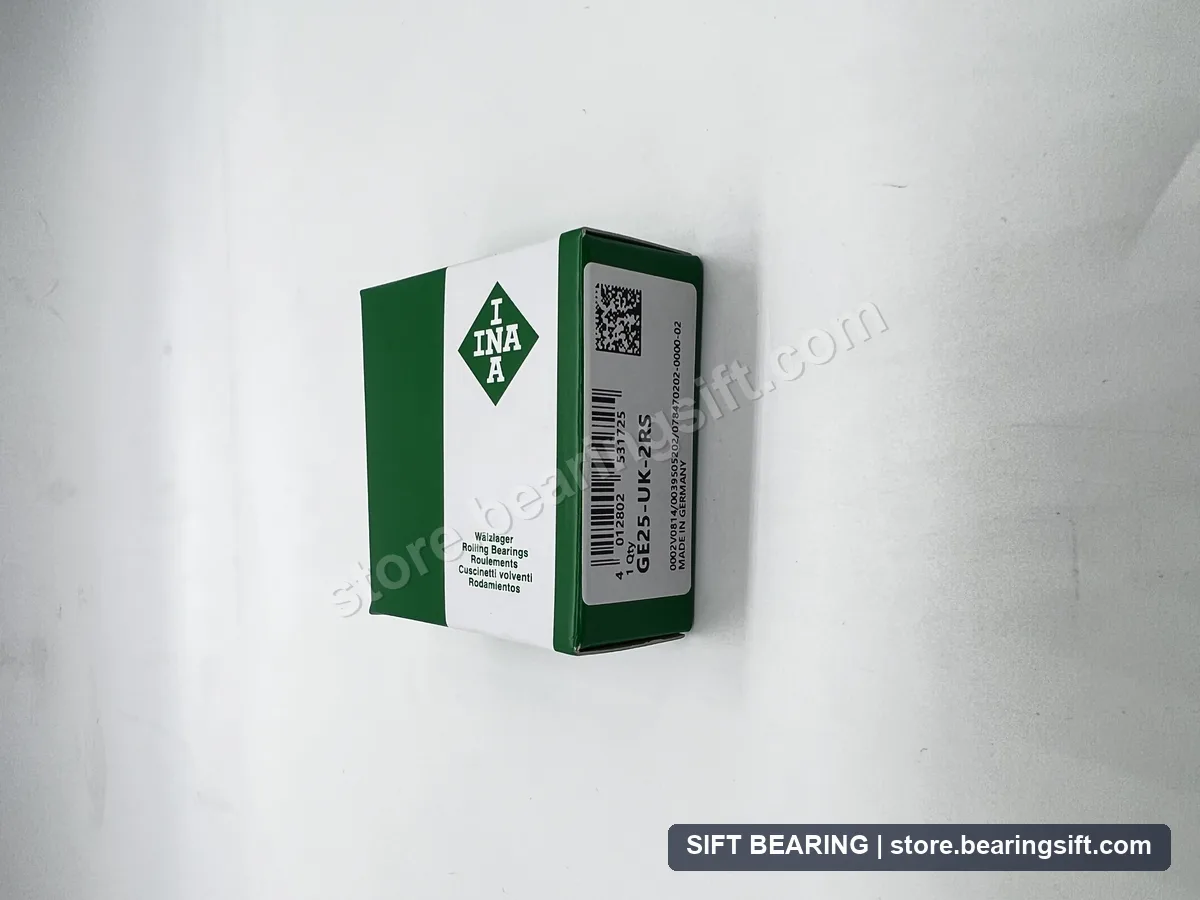 I
INA
A
Wälzlager
Rolling Bearings
Roulements
Cuscinetti volventi
Rodamientos
4 012802 531725
1 Qty
GE25-UK-2RS
0002V0814/0039505202/078470202-0000-02
MADE IN GERMANY
store.bearingsift.com
SIFT BEARING | store.bearingsift.com